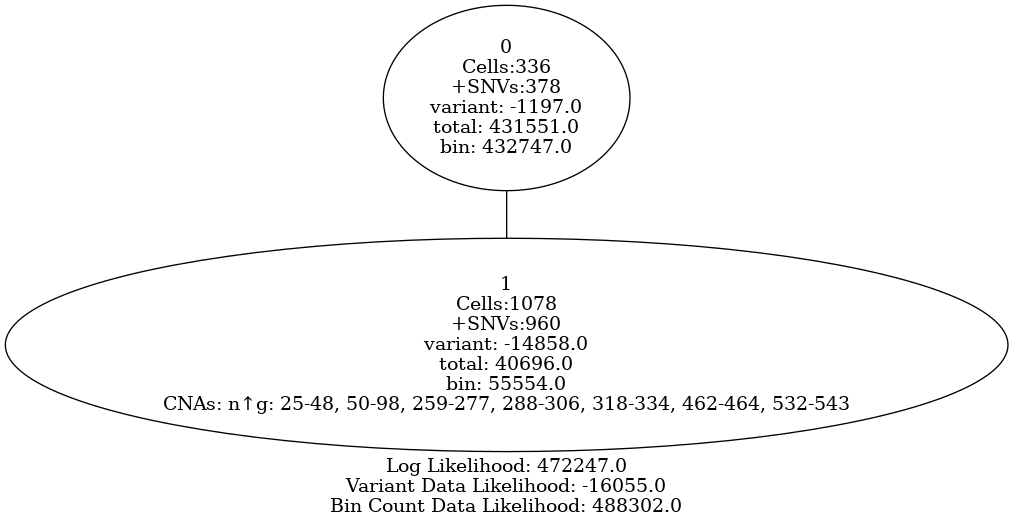 0
Cells:336
+SNVs:378
variant: -1197.0
total: 431551.0
bin: 432747.0
1
Cells:1078
+SNVs:960
variant: -14858.0
total: 40696.0
bin: 55554.0
CNAs: n↑g: 25-48, 50-98, 259-277, 288-306, 318-334, 462-464, 532-543
Log Likelihood: 472247.0
Variant Data Likelihood: -16055.0
Bin Count Data Likelihood: 488302.0